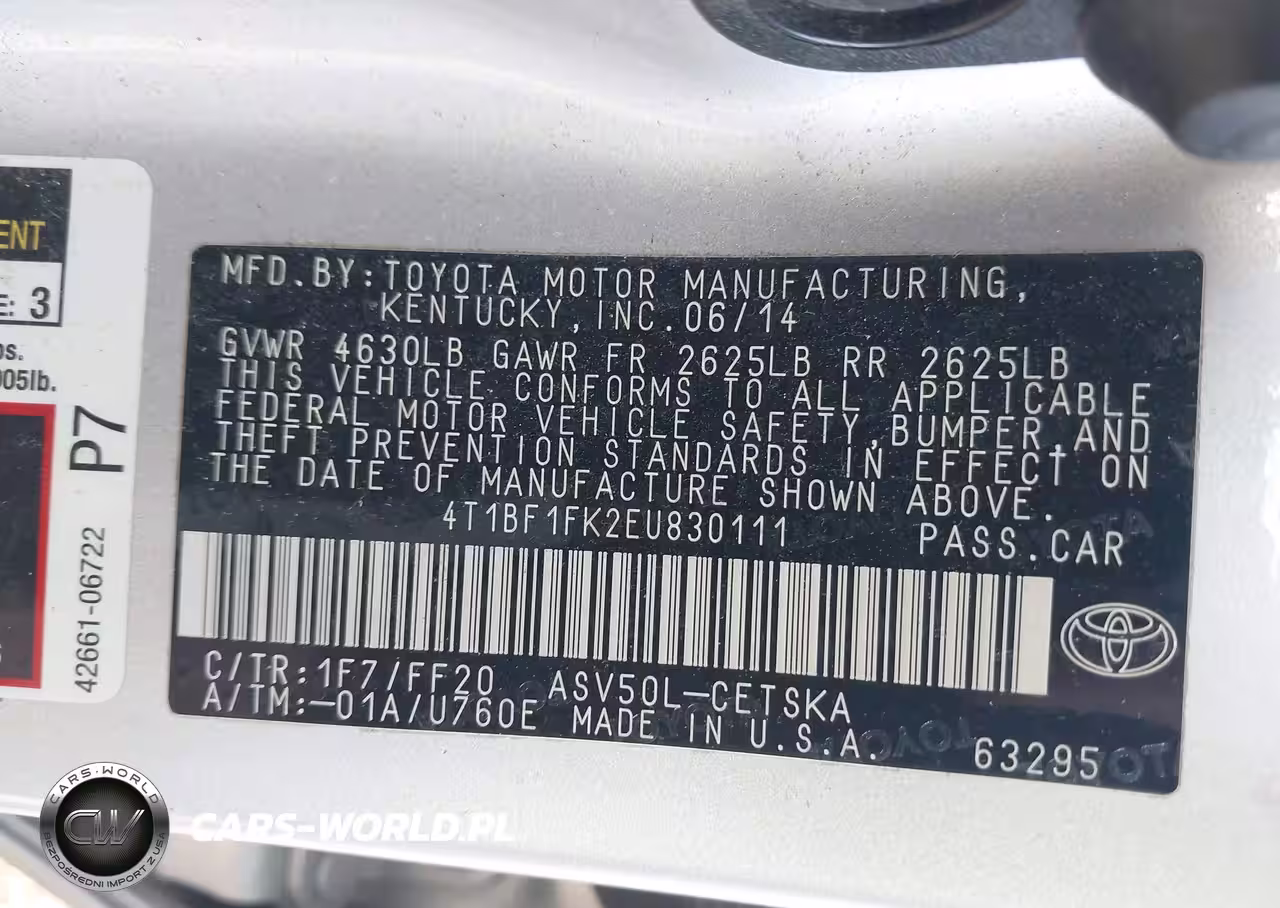 ENT
E: 3
os.
005lb.
P7
42661-06722
MFD.BY:TOYOTA MOTOR MANUFACTURING,
KENTUCKY,INC.06/14
GVWR 4630LB GAWR FR 2625LB RR 2625LB
THIS VEHICLE CONFORMS TO ALL APPLICABLE
FEDERAL MOTOR VEHICLE SAFETY,BUMPER,AND
THEFT PREVENTION STANDARDS IN EFFECT ON
THE DATE OF MANUFACTURE SHOWN ABOVE.
4T1BF1FK2EU830111 PASS.CAR
C/TR:1F7/FF20 ASV50L-CETSKA
A/TM:-01A/U760E MADE IN U.S.A.
63295
CARS-WORLD
CW
BEZPOŚREDNI IMPORT Z USA
CARS-WORLD.PL